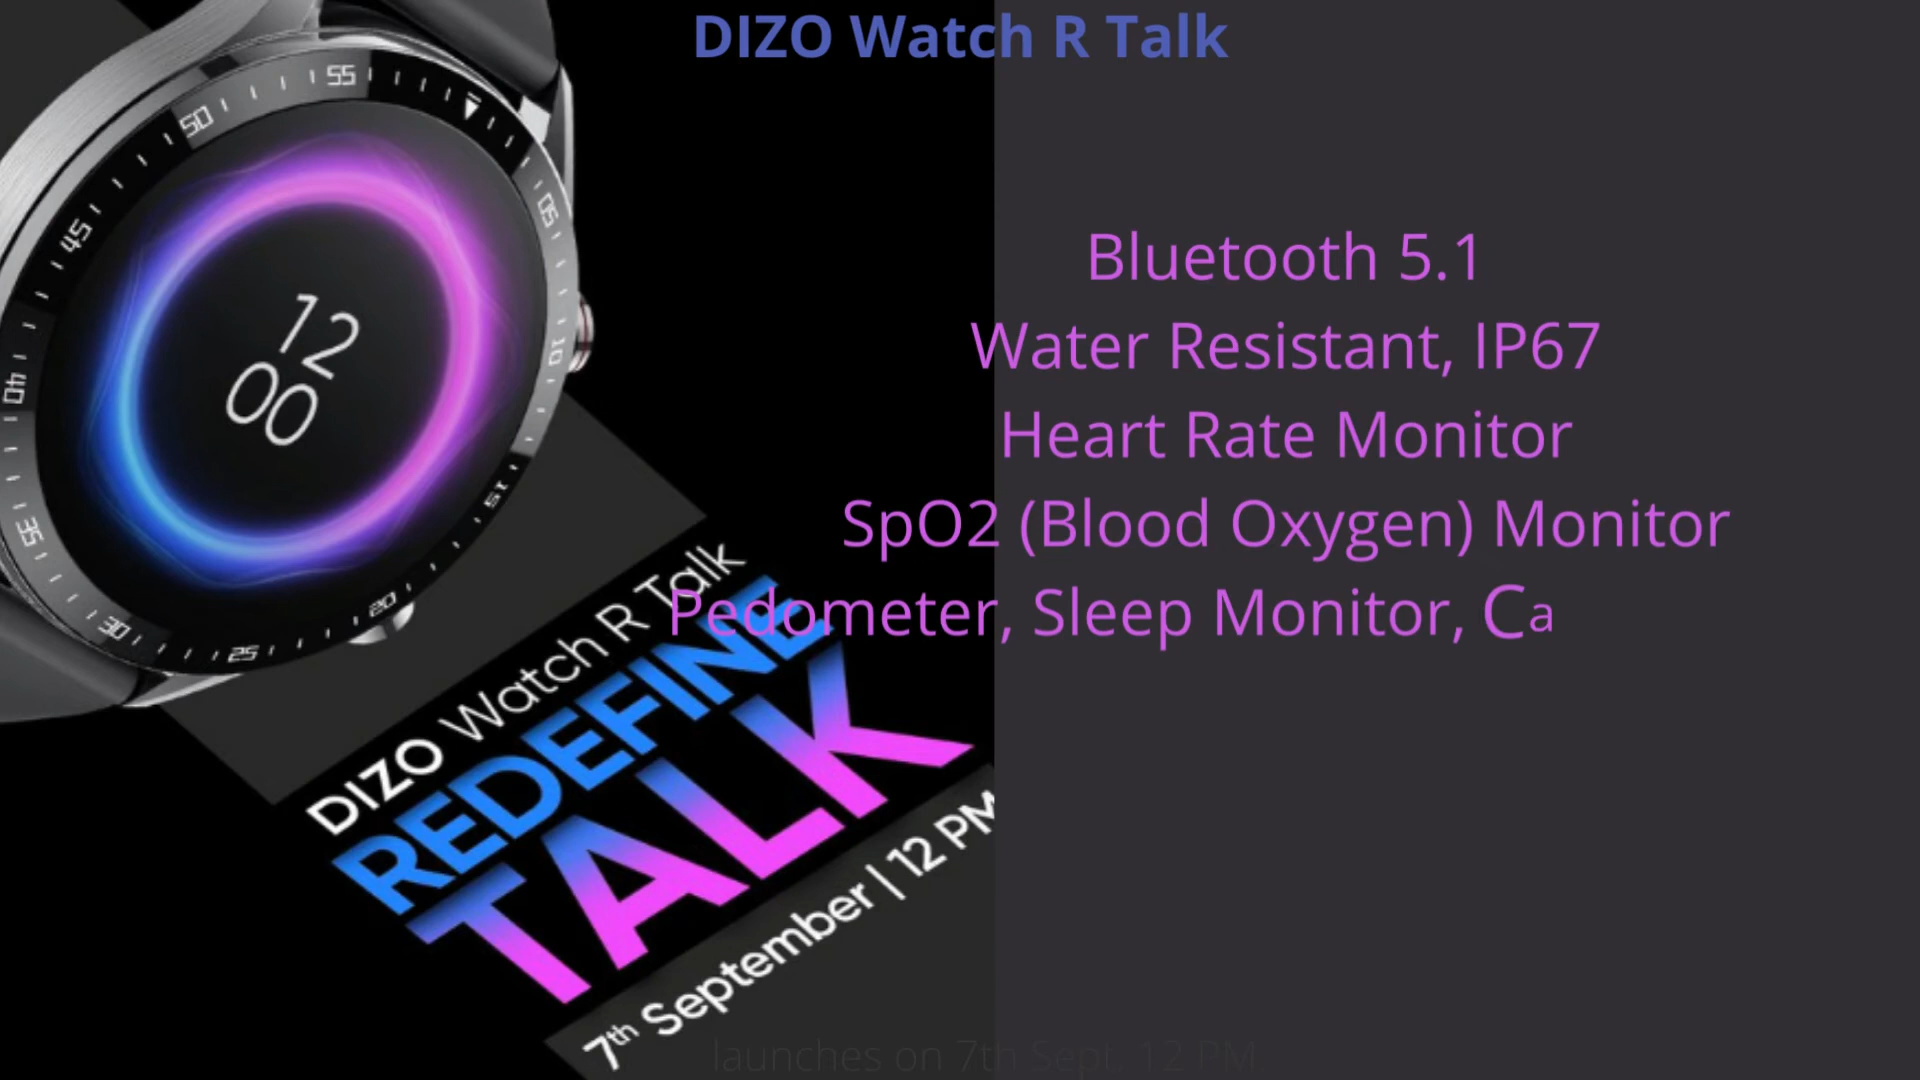 DIZO Watch R Talk
55
50
05
45
12
00
10
40
15
35
20
30
25
Bluetooth 5.1
Water Resistant, IP67
Heart Rate Monitor
SpO2 (Blood Oxygen) Monitor
Pedometer, Sleep Monitor, Ca
DIZO Watch R Talk
REDEFINE
TALK
7th September | 12 PM
launches on 7th Sept, 12 PM